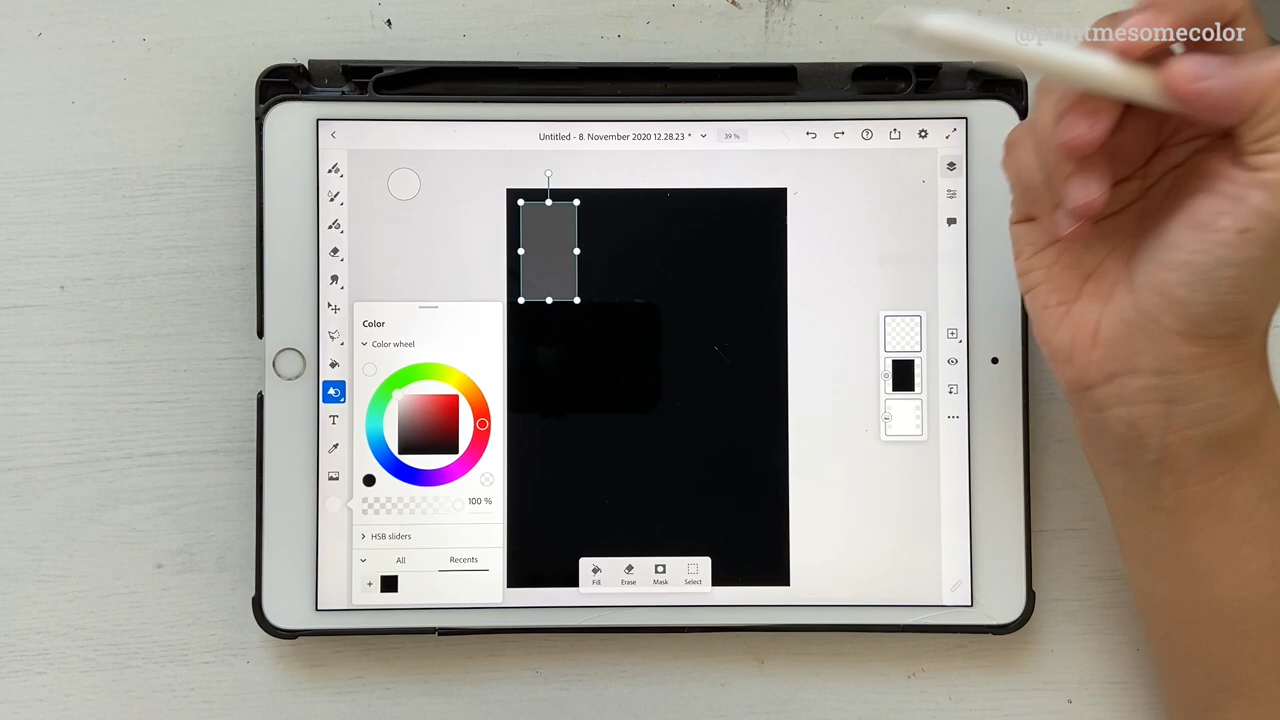 @printmesomecolor
Untitled - 8. November 2020 12.28.23 *
39 %
Color
Color wheel
100 %
HSB sliders
All
Recents
Fill
Erase
Mask
Select
T